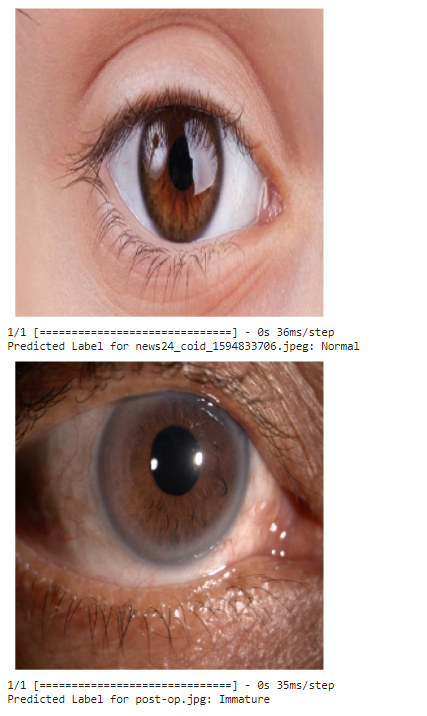 1/1 [==============================] - 0s 36ms/step
Predicted Label for news24_coid_1594833706.jpeg: Normal
1/1 [==============================] - 0s 35ms/step
Predicted Label for post-op.jpg: Immature